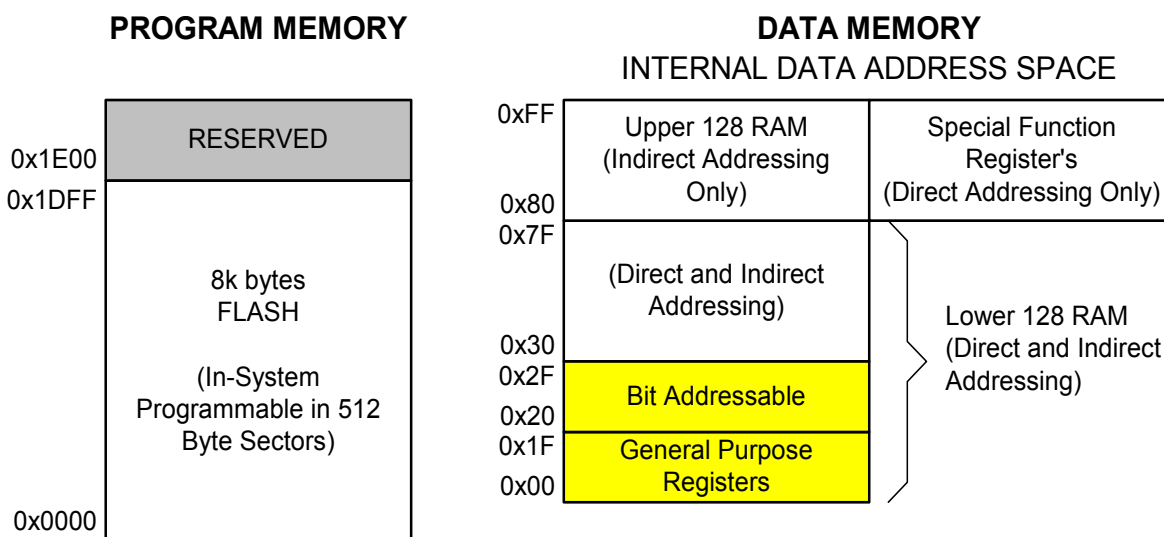 PROGRAM MEMORY
RESERVED
0x1E00
0x1DFF
8k bytes
FLASH
(In-System
Programmable in 512
Byte Sectors)
0x0000
DATA MEMORY
INTERNAL DATA ADDRESS SPACE
0xFF
Upper 128 RAM
(Indirect Addressing
Only)
0x80
Special Function
Register's
(Direct Addressing Only)
0x7F
(Direct and Indirect
Addressing)
0x30
0x2F
Bit Addressable
0x20
0x1F
General Purpose
Registers
0x00
Lower 128 RAM
(Direct and Indirect
Addressing)